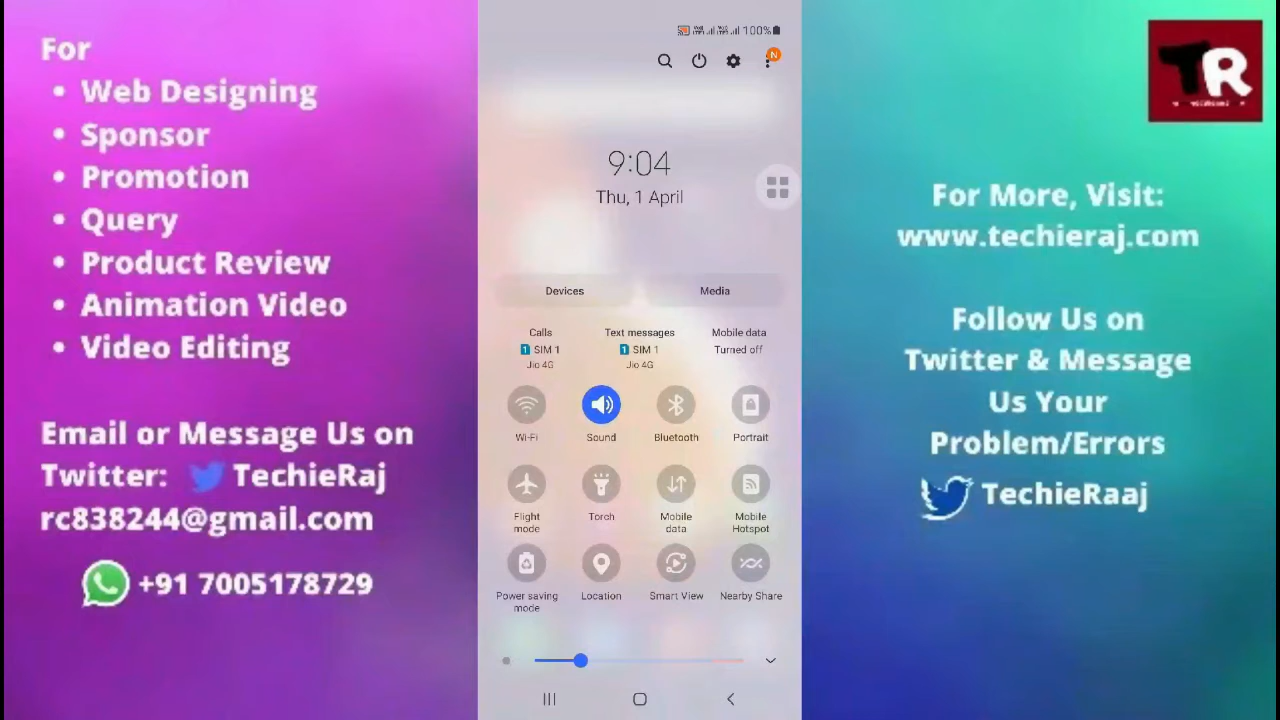 For
• Web Designing
• Sponsor
• Promotion
• Query
• Product Review
• Animation Video
• Video Editing
Email or Message Us on
Twitter: TechieRaj
rc838244@gmail.com
+91 7005178729
100%
N
9:04
Thu, 1 April
Devices
Media
Calls
1 SIM 1
Jio 4G
Text messages
1 SIM 1
Jio 4G
Mobile data
Turned off
Wi-Fi
Sound
Bluetooth
Portrait
Flight
mode
Torch
Mobile
data
Mobile
Hotspot
Power saving
mode
Location
Smart View
Nearby Share
TR
For More, Visit:
www.techieraj.com
Follow Us on
Twitter & Message
Us Your
Problem/Errors
TechieRaaj